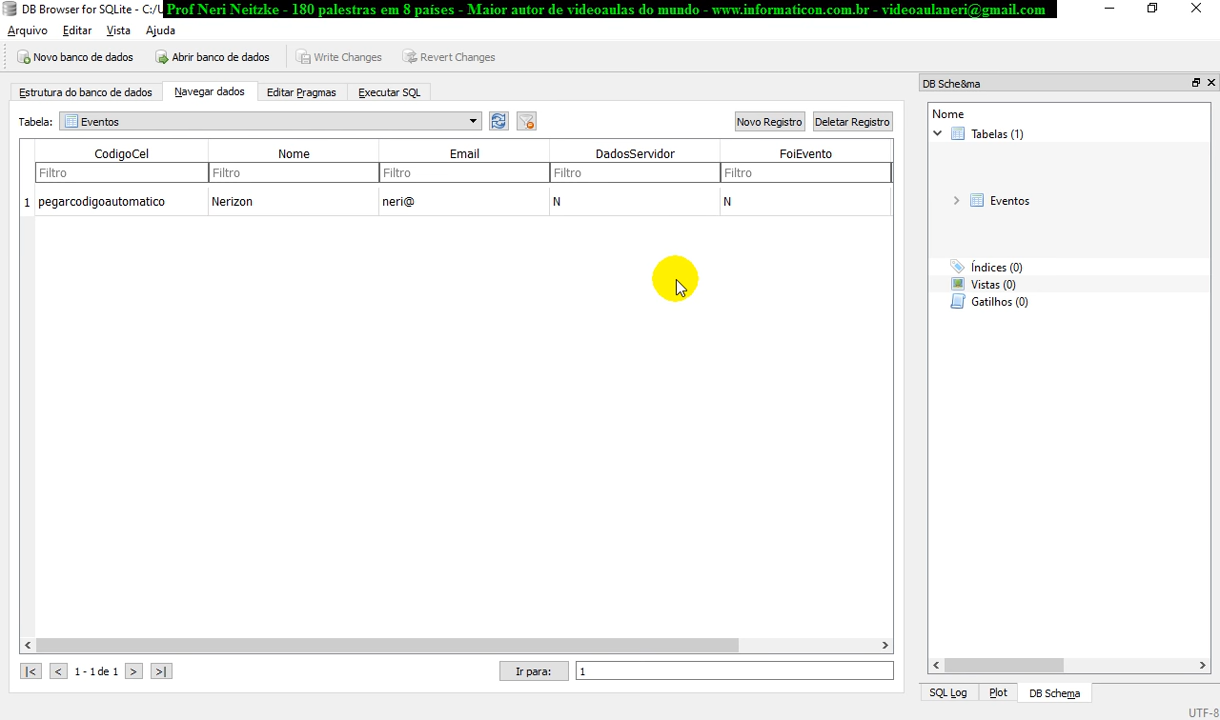 DB Browser for SQLite - C:/U
Prof Neri Neitzke - 180 palestras em 8 países - Maior autor de videoaulas do mundo - www.informaticon.com.br - videoaulaneri@gmail.com
Arquivo Editar Vista Ajuda
Novo banco de dados Abrir banco de dados Write Changes Revert Changes
DB Sche&ma
Estrutura do banco de dados Navegar dados Editar Pragmas Executar SQL
Tabela: Eventos Novo Registro Deletar Registro
CodigoCel Nome Email DadosServidor FoiEvento
Filtro Filtro Filtro Filtro Filtro
1 pegarcodigoautomatico Nerizon neri@ N N
Nome
Tabelas (1)
Eventos
Índices (0)
Vistas (0)
Gatilhos (0)
|< < 1 - 1 de 1 > >| Ir para: 1
SQL Log Plot DB Schema
UTF-8